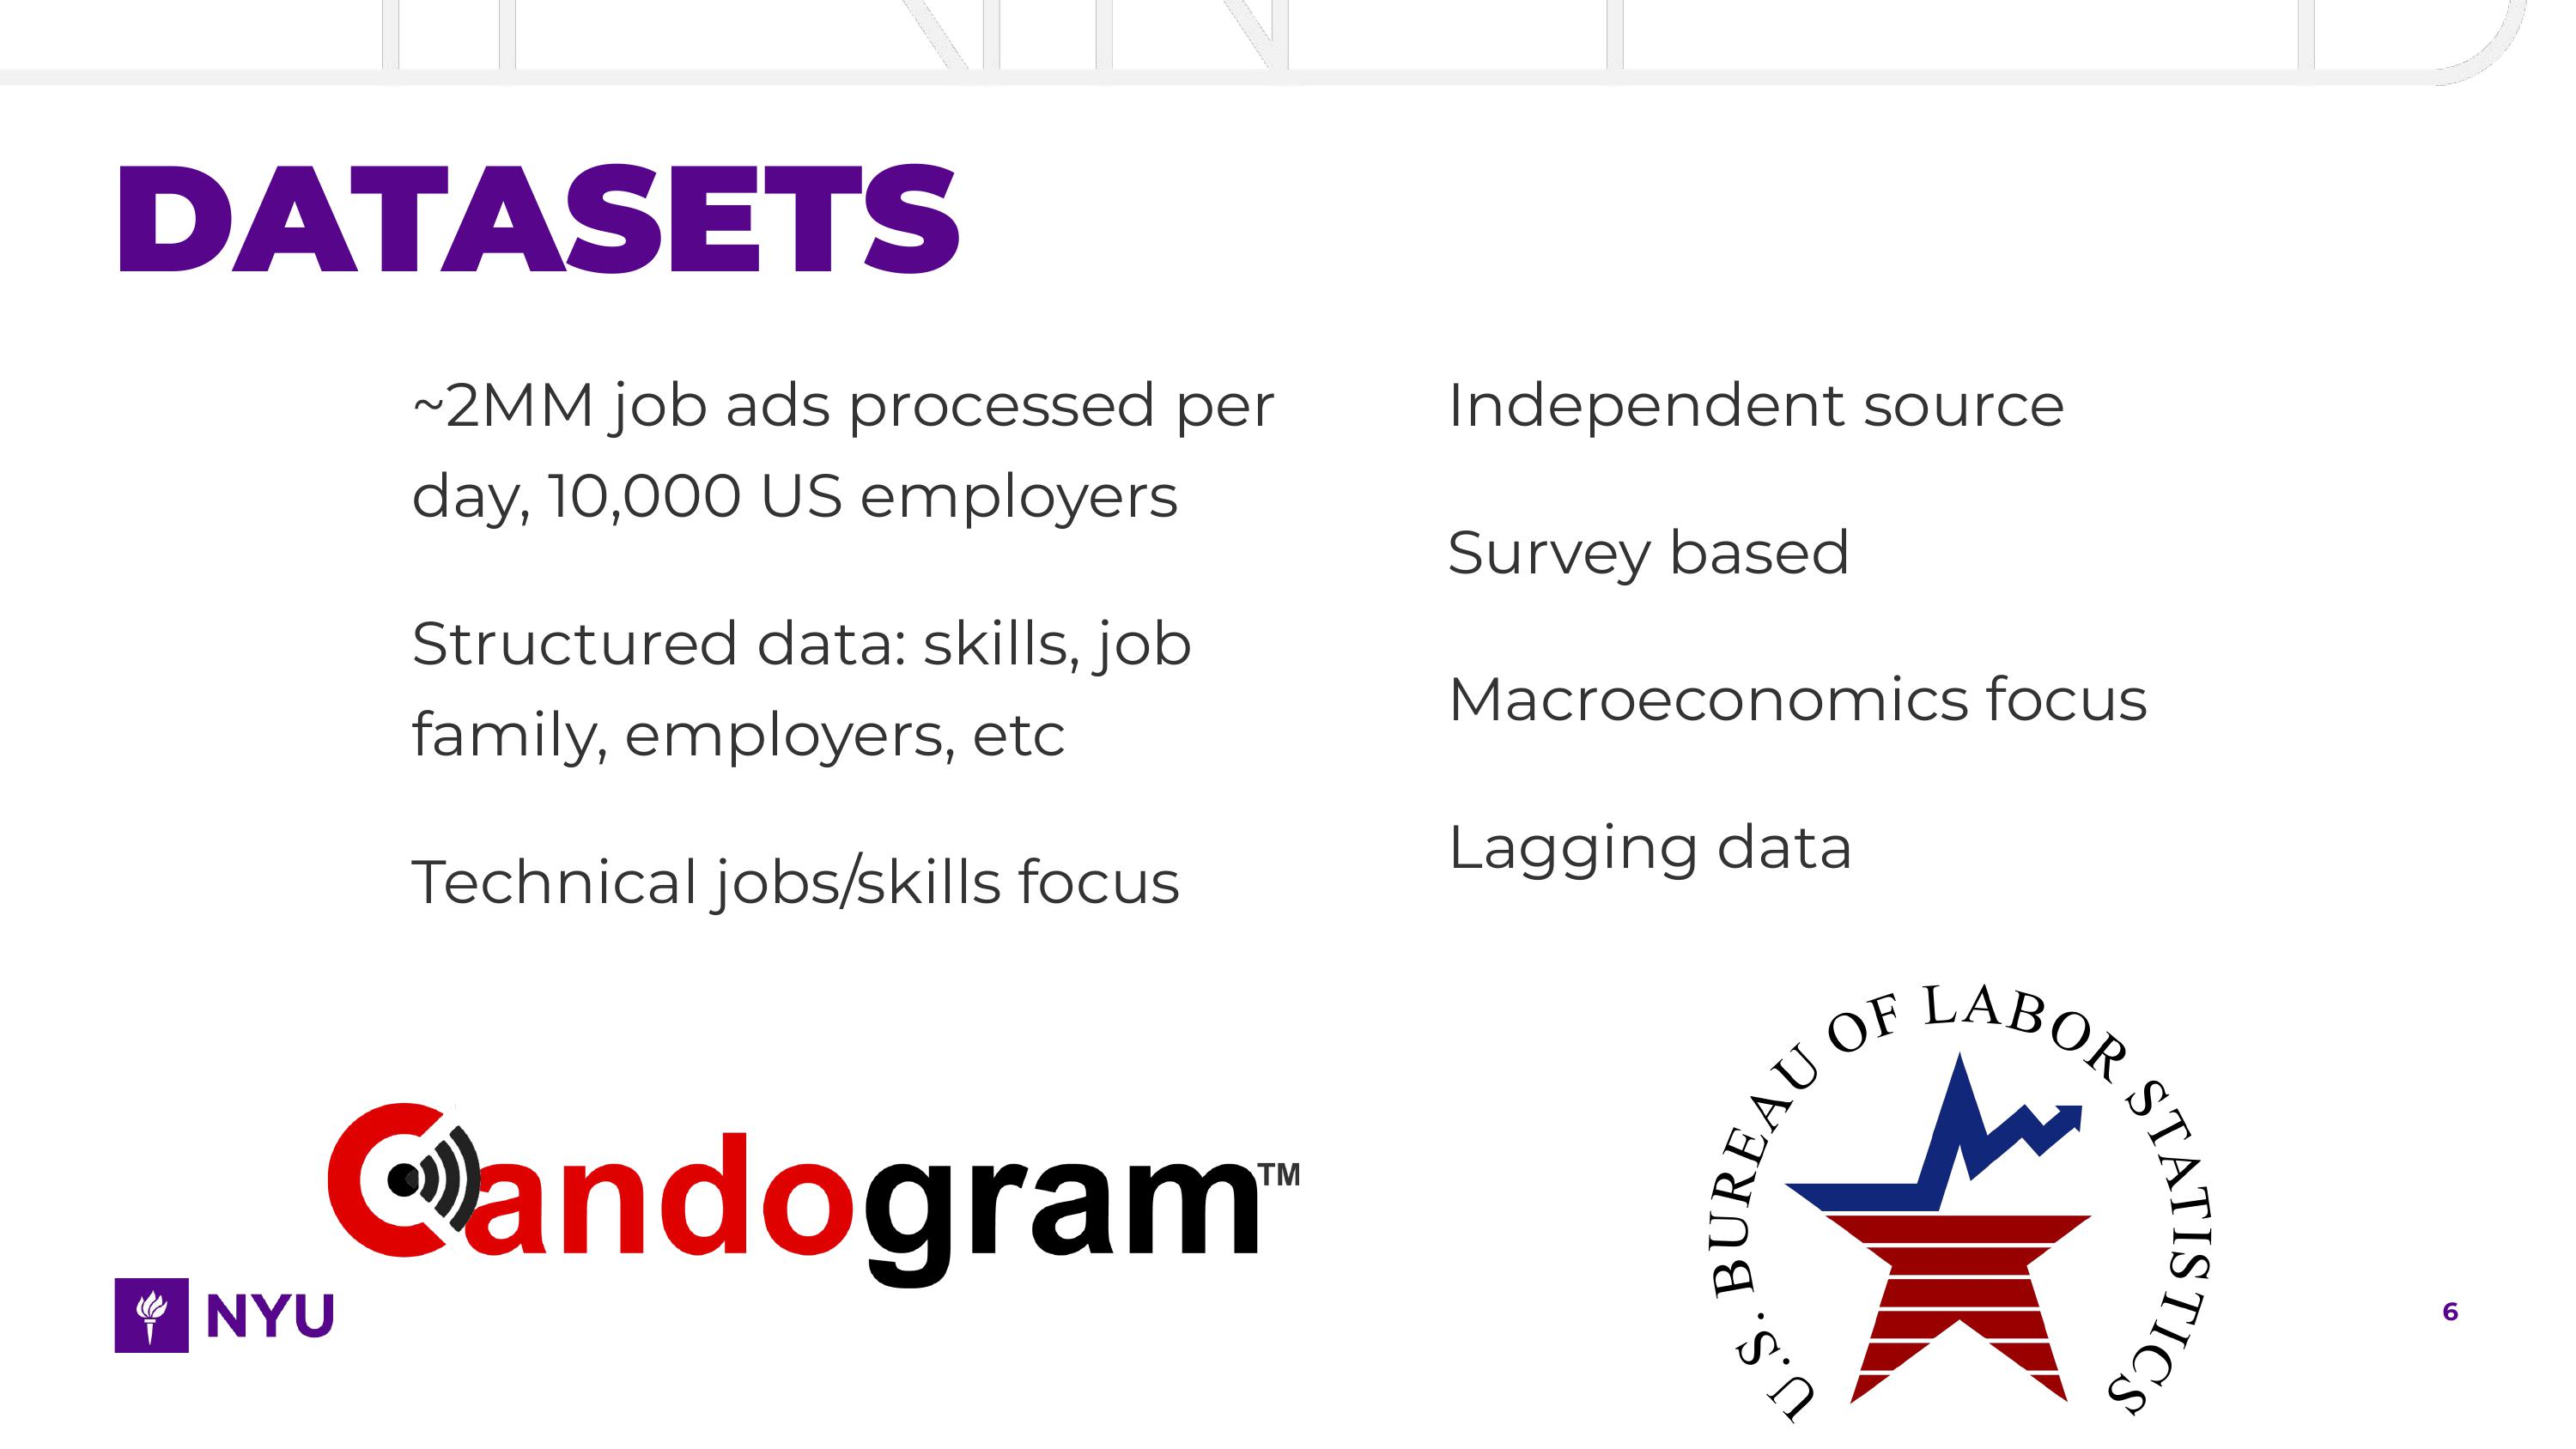 DATASETS
~2MM job ads processed per
day, 10,000 US employers
Structured data: skills, job
family, employers, etc
Technical jobs/skills focus
Independent source
Survey based
Macroeconomics focus
Lagging data
Candogram™
U.S. BUREAU OF LABOR STATISTICS
NYU
6